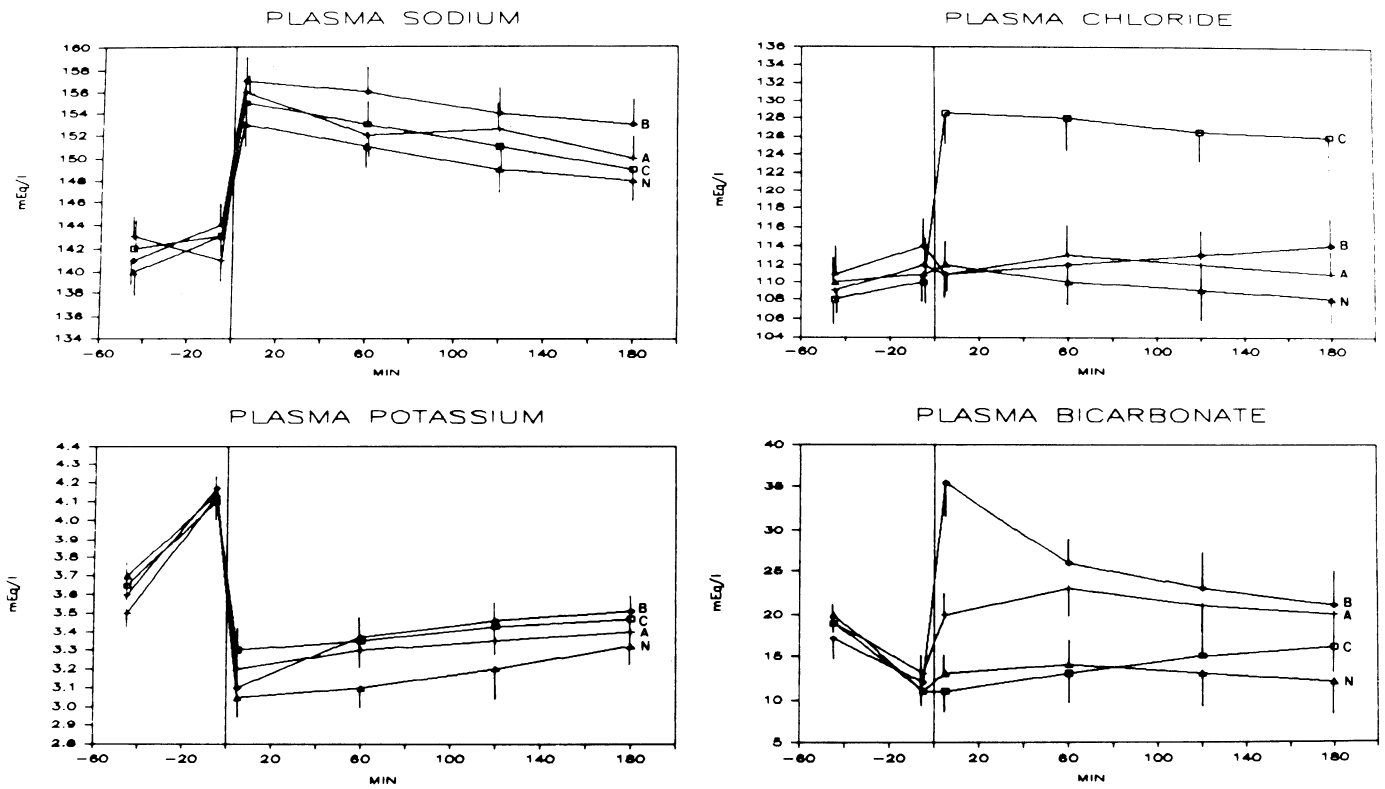 PLASMA SODIUM
160
158
156
154
152
150
148
146
144
142
140
138
136
134
mEq/l
B
A
C
N
-60 -20 20 60 100 140 180
MIN
PLASMA CHLORIDE
136
134
132
130
128
126
124
122
120
118
116
114
112
110
108
106
104
mEq/l
C
B
A
N
-60 -20 20 60 100 140 180
MIN
PLASMA POTASSIUM
4.4
4.3
4.2
4.1
4.0
3.9
3.8
3.7
3.6
3.5
3.4
3.3
3.2
3.1
3.0
2.9
2.8
mEq/l
B
C
A
N
-60 -20 20 60 100 140 180
MIN
PLASMA BICARBONATE
40
35
30
25
20
15
10
5
mEq/l
B
A
C
N
-60 -20 20 60 100 140 180
MIN